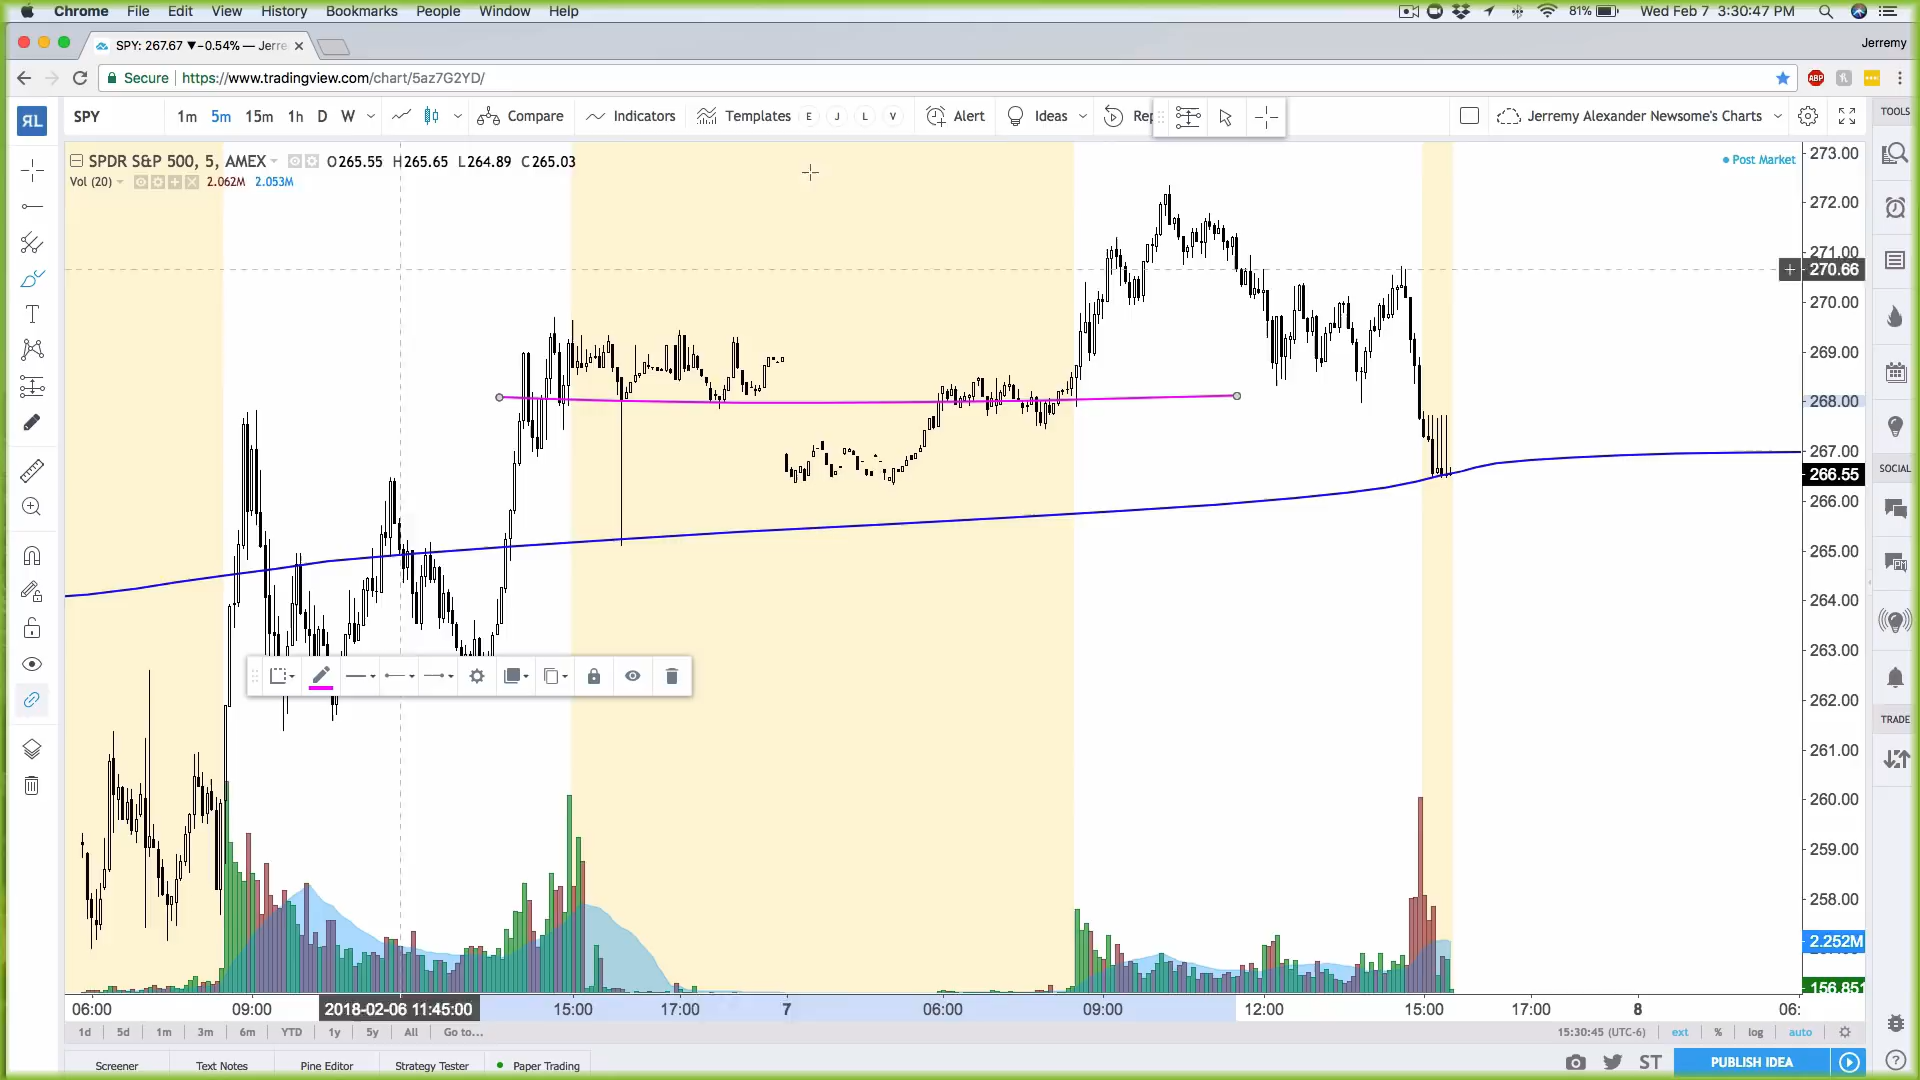 Chrome File Edit View History Bookmarks People Window Help 81% Wed Feb 7 3:30:47 PM
SPY: 267.67 ▼−0.54% — Jerre Jeremy
Secure https://www.tradingview.com/chart/5az7G2YD/ ABP
ЯL SPY 1m 5m 15m 1h D W Compare Indicators Templates E J L V Alert Ideas Rep Jerremy Alexander Newsome's Charts TOOLS
SPDR S&P 500, 5, AMEX O265.55 H265.65 L264.89 C265.03 Post Market
Vol (20) 2.062M 2.053M
273.00
272.00
271.00
270.66
270.00
269.00
268.00
267.00
266.55
266.00
265.00
264.00
263.00
262.00
261.00
260.00
259.00
258.00
2.252M
156.851
SOCIAL
TRADE
06:00 09:00 2018-02-06 11:45:00 15:00 17:00 7 06:00 09:00 12:00 15:00 17:00 8 06:
1d 5d 1m 3m 6m YTD 1y 5y All Go to... 15:30:45 (UTC-6) ext % log auto
Screener Text Notes Pine Editor Strategy Tester Paper Trading ST PUBLISH IDEA